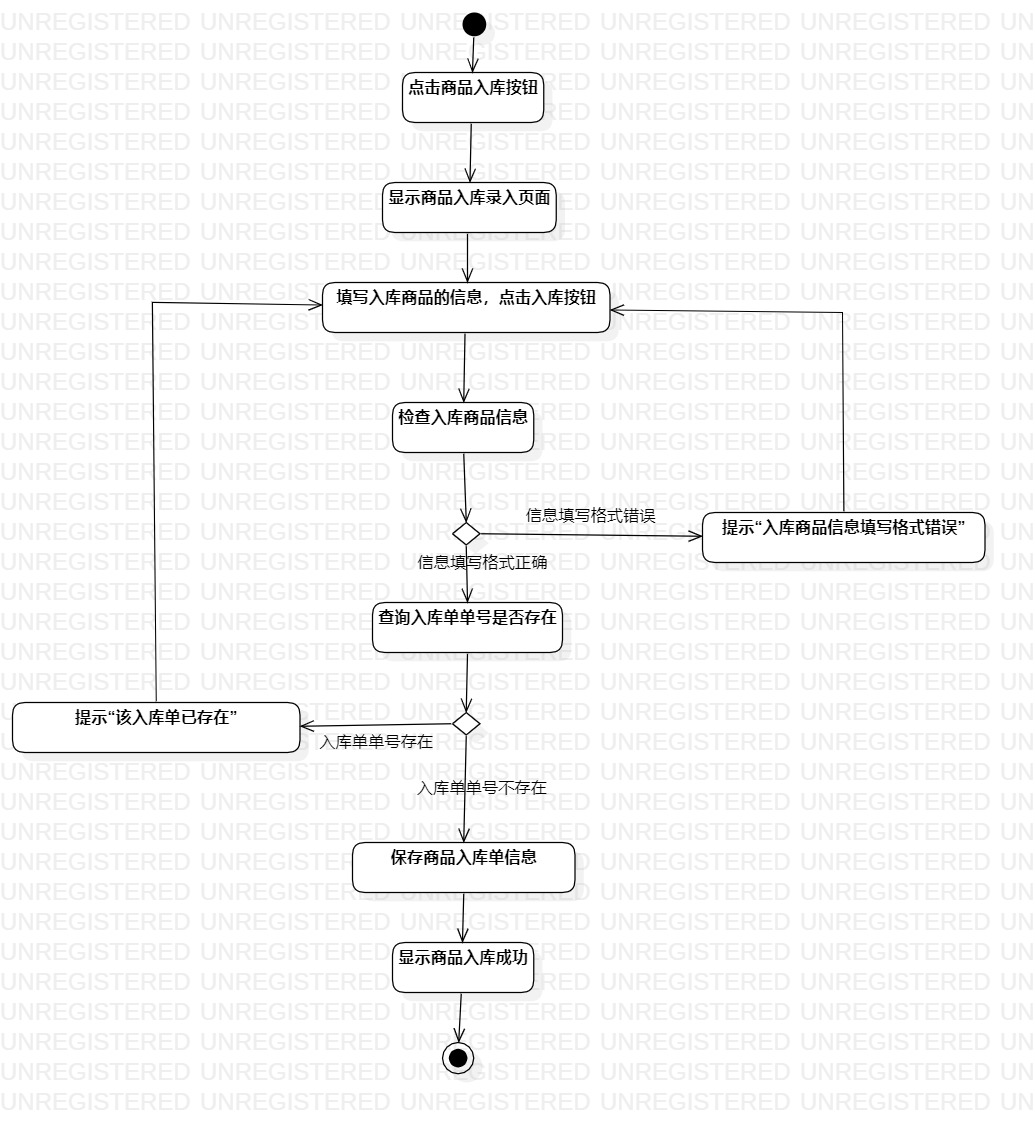 点击商品入库按钮
显示商品入库录入页面
填写入库商品的信息，点击入库按钮
检查入库商品信息
信息填写格式错误
提示“入库商品信息填写格式错误”
信息填写格式正确
查询入库单单号是否存在
提示“该入库单已存在”
入库单单号存在
入库单单号不存在
保存商品入库单信息
显示商品入库成功
UNREGISTERED